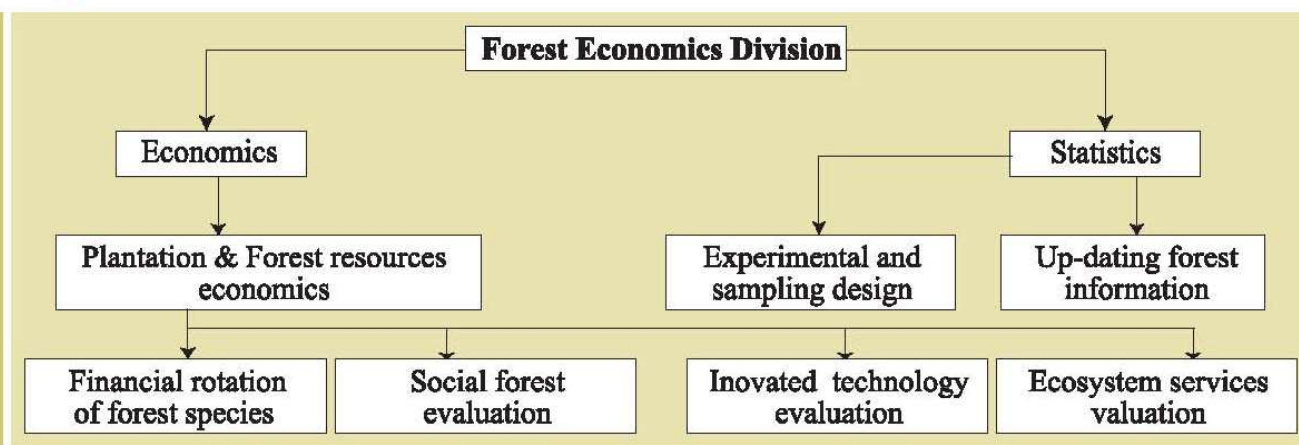 Forest Economics Division
Economics
Statistics
Plantation & Forest resources
economics
Experimental and
sampling design
Up-dating forest
information
Financial rotation
of forest species
Social forest
evaluation
Inovated technology
evaluation
Ecosystem services
valuation